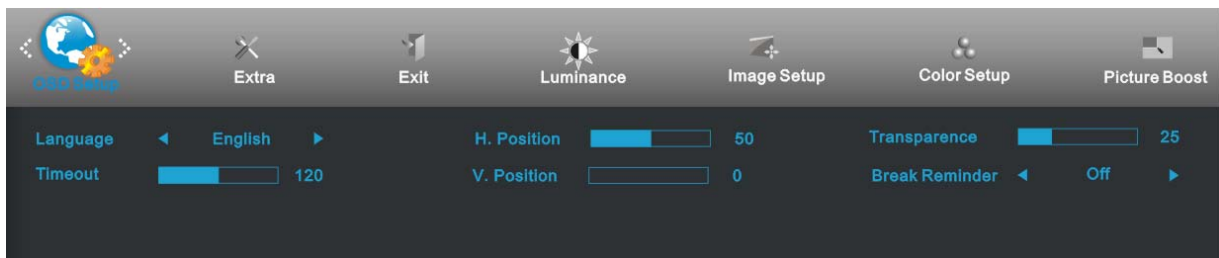 OSD Setup Extra Exit Luminance Image Setup Color Setup Picture Boost
Language English H. Position 50 Transparence 25
Timeout 120 V. Position 0 Break Reminder Off